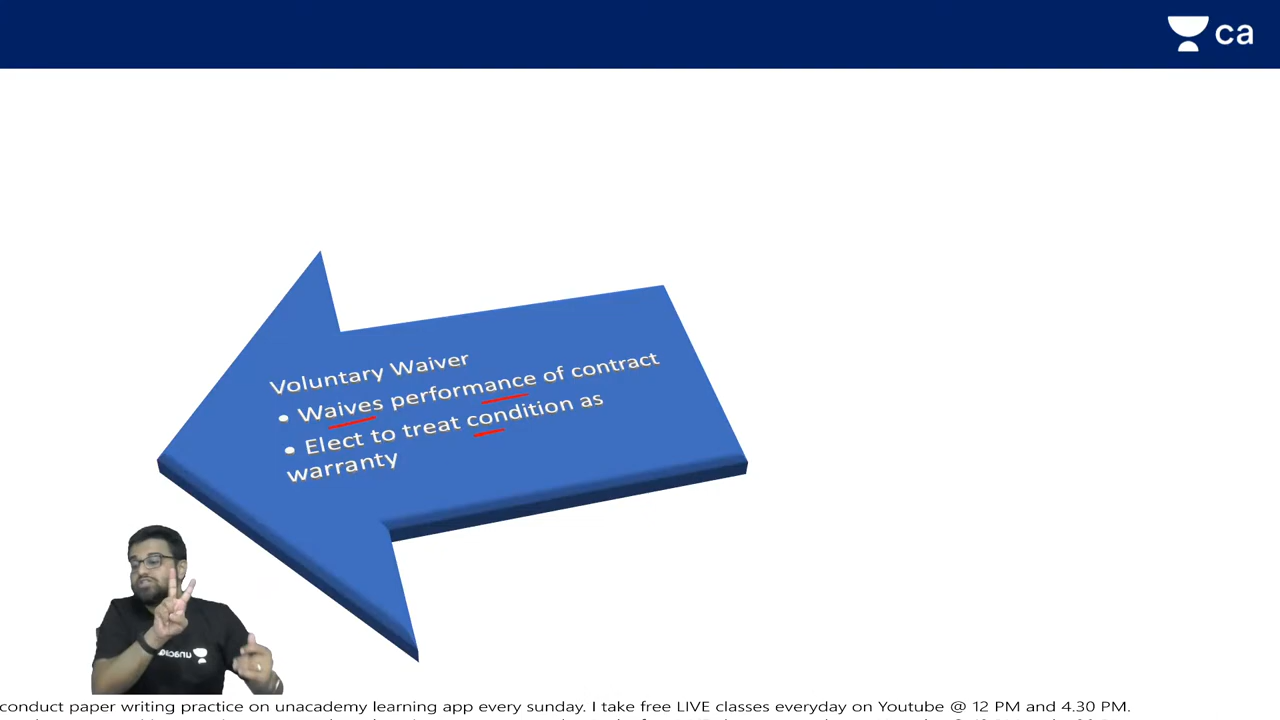 ca
Voluntary Waiver
• Waives performance of contract
• Elect to treat condition as
warranty
conduct paper writing practice on unacademy learning app every sunday. I take free LIVE classes everyday on Youtube @ 12 PM and 4.30 PM.